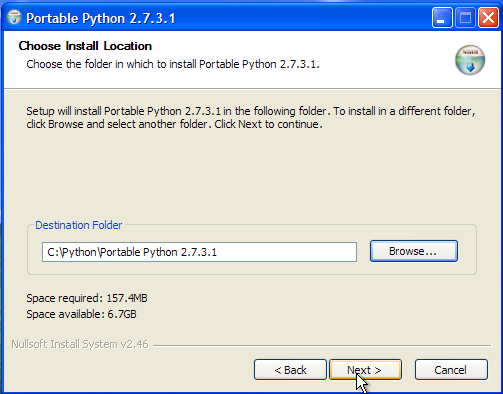 Portable Python 2.7.3.1
Choose Install Location
Choose the folder in which to install Portable Python 2.7.3.1.
Setup will install Portable Python 2.7.3.1 in the following folder. To install in a different folder,
click Browse and select another folder. Click Next to continue.
Destination Folder
C:\Python\Portable Python 2.7.3.1
Browse...
Space required: 157.4MB
Space available: 6.7GB
Nullsoft Install System v2.46
< Back
Next >
Cancel